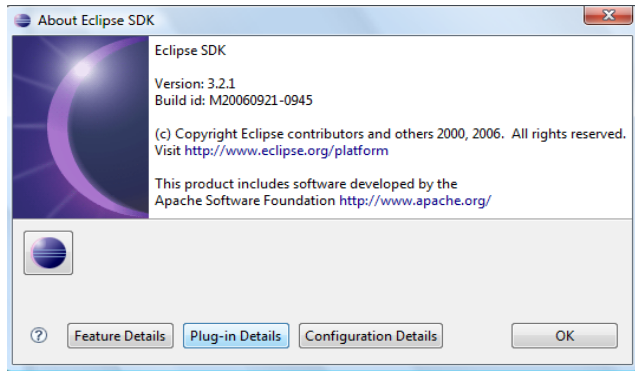 About Eclipse SDK
Eclipse SDK
Version: 3.2.1
Build id: M20060921-0945
(c) Copyright Eclipse contributors and others 2000, 2006.  All rights reserved.
Visit http://www.eclipse.org/platform
This product includes software developed by the
Apache Software Foundation http://www.apache.org/
? Feature Details Plug-in Details Configuration Details OK